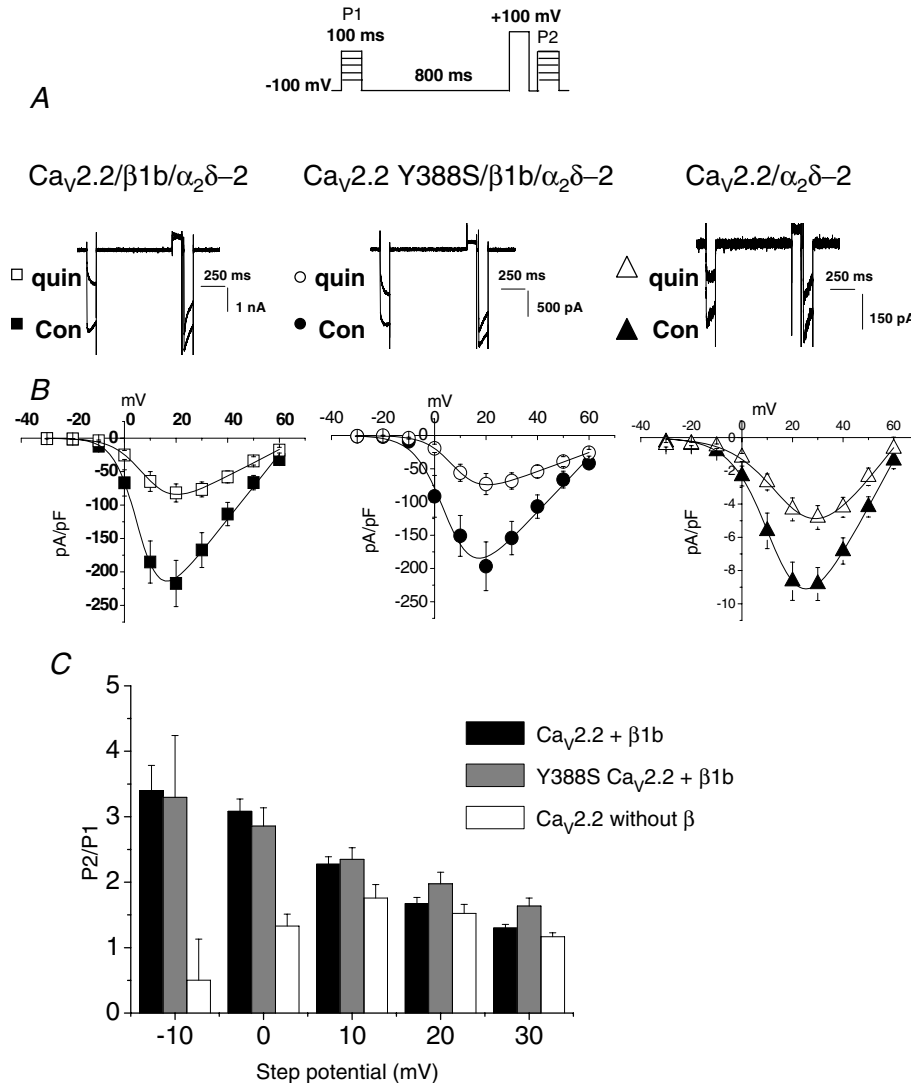 P1
100 ms
+100 mV
P2
-100 mV
800 ms
A
CaV2.2/β1b/α2δ–2
CaV2.2 Y388S/β1b/α2δ–2
CaV2.2/α2δ–2
quin
250 ms
1 nA
Con
quin
250 ms
500 pA
Con
quin
250 ms
150 pA
Con
B
mV
-40 -20 0 20 40 60
0
-50
-100
-150
-200
-250
pA/pF
mV
-40 -20 0 20 40 60
0
-50
-100
-150
-200
-250
pA/pF
mV
-40 -20 0 20 40 60
0
-2
-4
-6
-8
-10
pA/pF
C
CaV2.2 + β1b
Y388S CaV2.2 + β1b
CaV2.2 without β
5
4
3
2
1
0
P2/P1
-10 0 10 20 30
Step potential (mV)